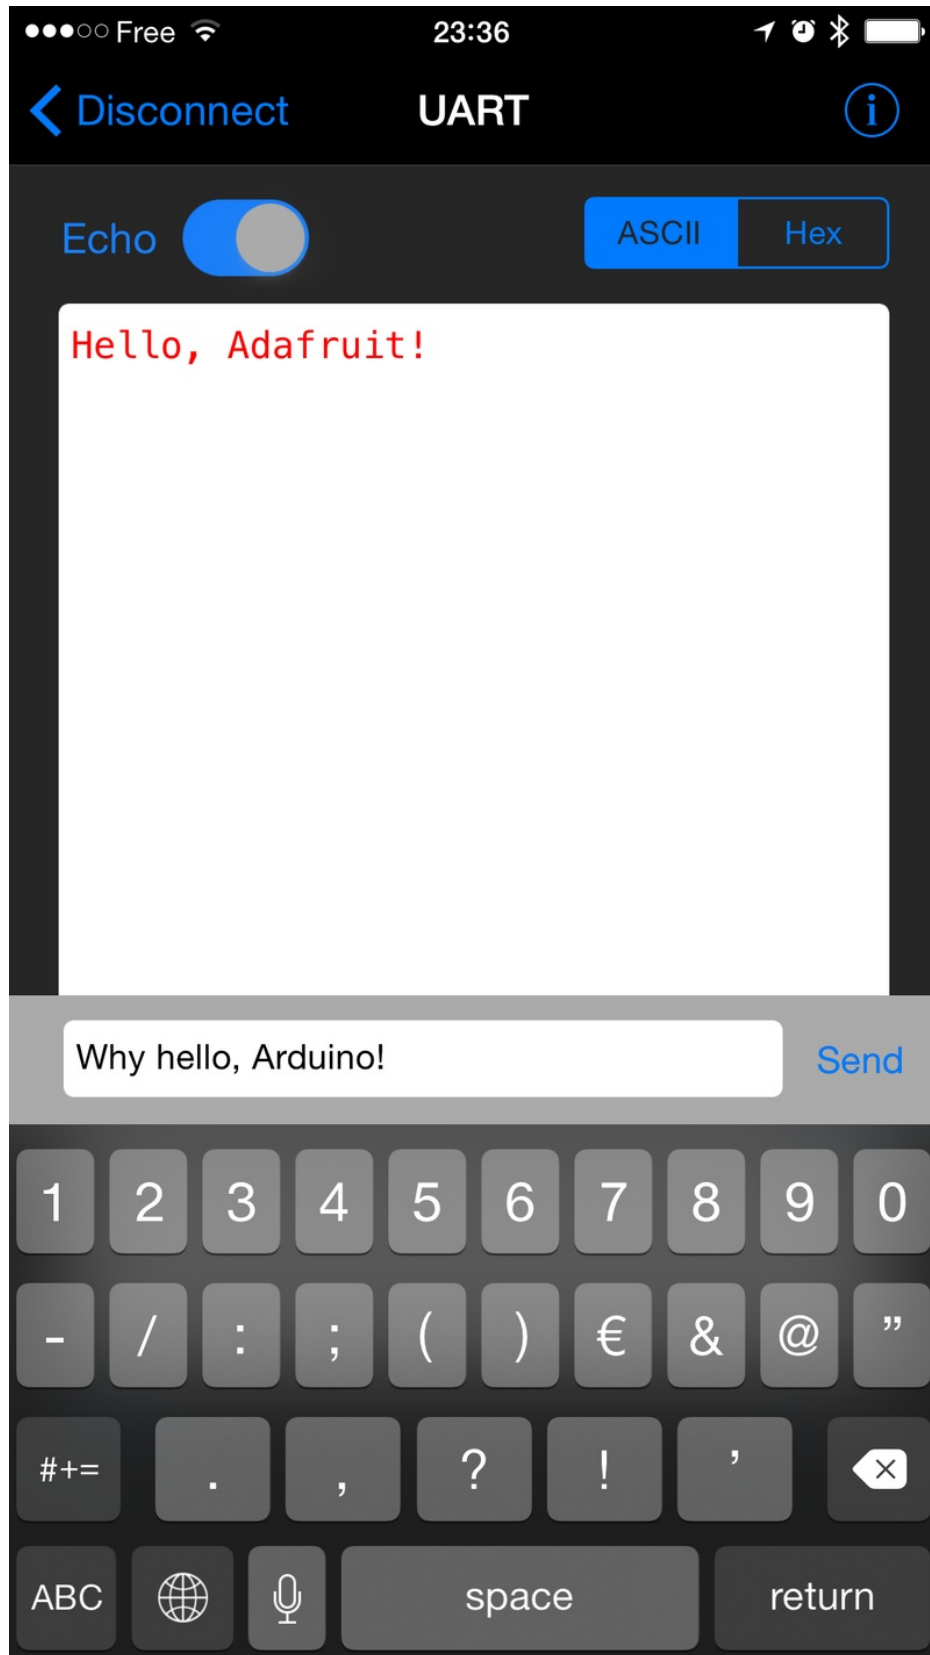 Free 23:36
Disconnect UART i
Echo ASCII Hex
Hello, Adafruit!
Why hello, Arduino! Send
1 2 3 4 5 6 7 8 9 0
- / : ; ( ) € & @ ”
#+= . , ? ! ’
ABC space return